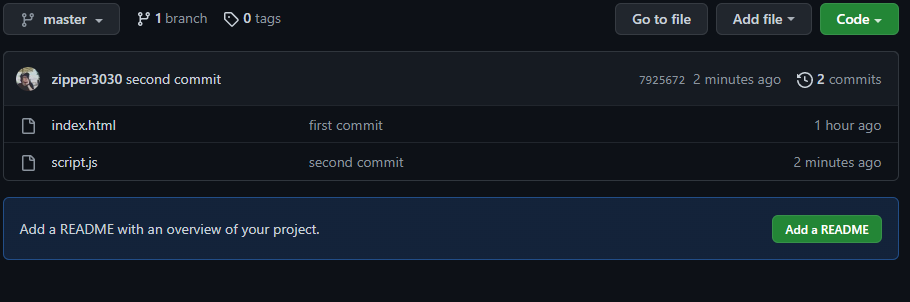 master 1 branch 0 tags Go to file Add file Code
zipper3030 second commit 7925672 2 minutes ago 2 commits
index.html first commit 1 hour ago
script.js second commit 2 minutes ago
Add a README with an overview of your project. Add a README